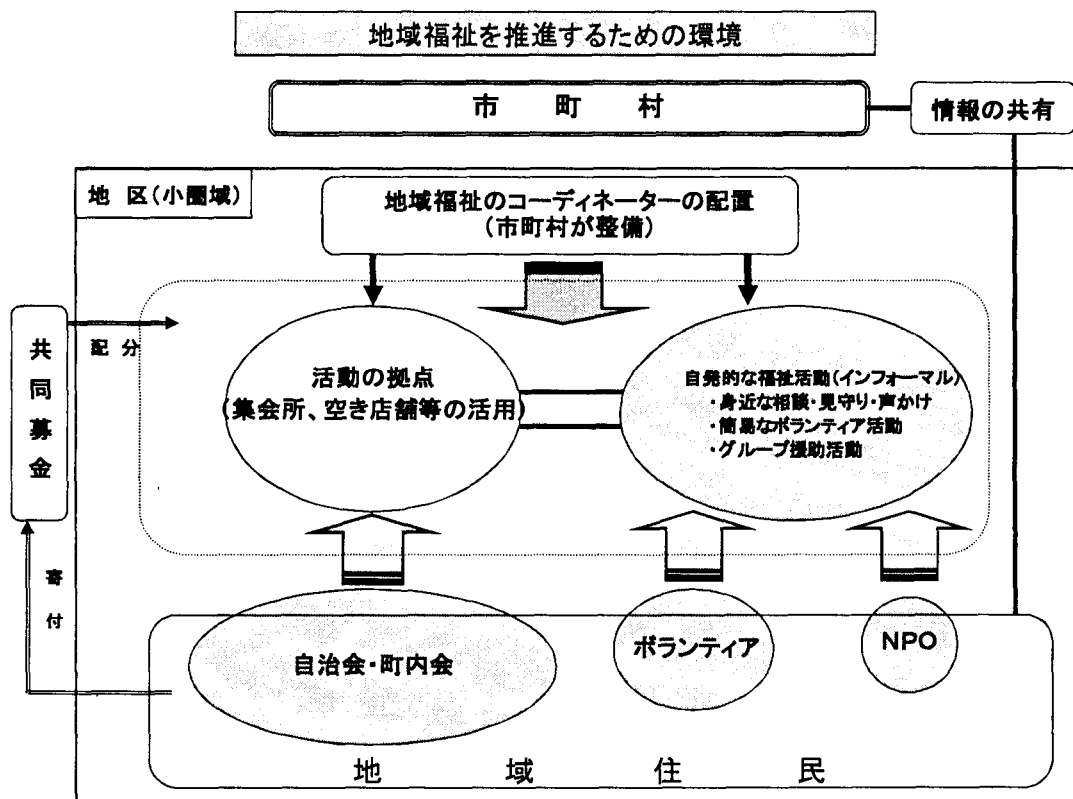 地域福祉を推進するための環境
市 町 村
情報の共有
地 区(小圏域)
地域福祉のコーディネーターの配置
(市町村が整備)
共同募金
配 分
活動の拠点
(集会所、空き店舗等の活用)
自発的な福祉活動(インフォーマル)
・身近な相談・見守り・声かけ
・簡易なボランティア活動
・グループ援助活動
寄付
自治会・町内会
ボランティア
NPO
地 域 住 民